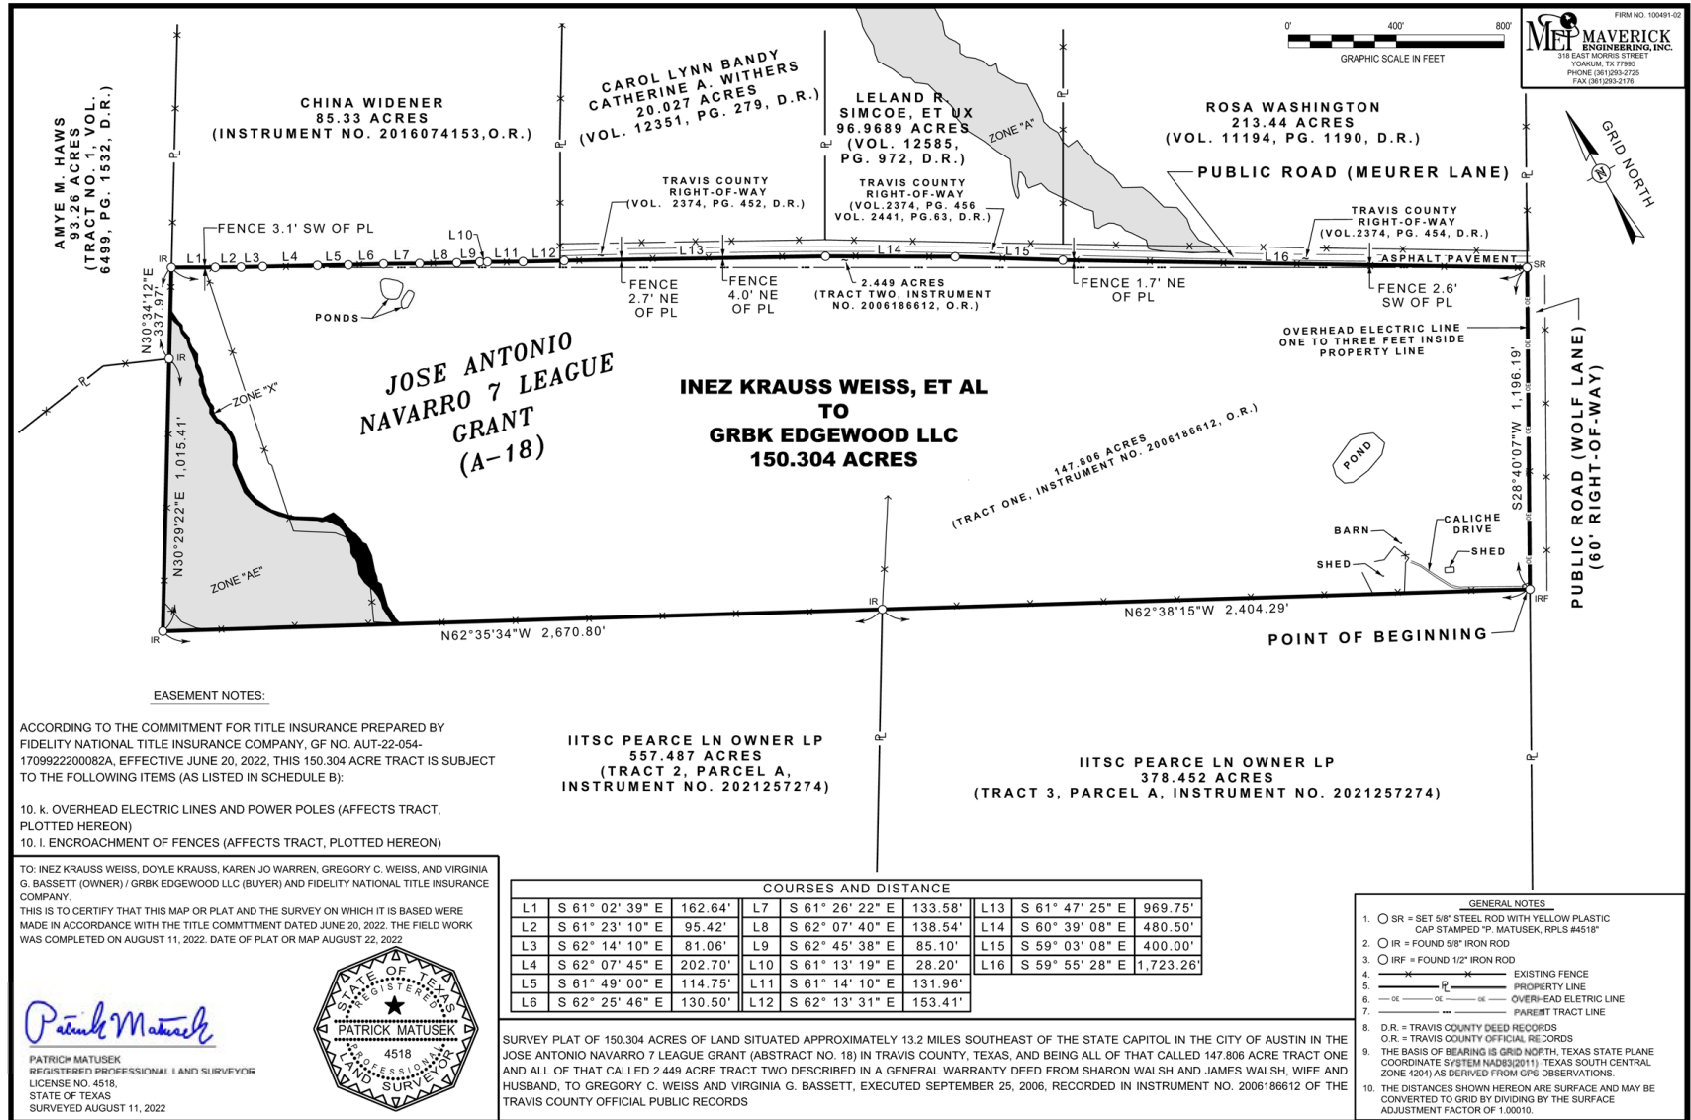 FIRM NO. 100491-02
MEI MAVERICK
ENGINEERING, INC.
318 EAST MORRIS STREET
YOAKUM, TX 77995
PHONE (361)293-2725
FAX (361)293-2176
0' 400' 800'
GRAPHIC SCALE IN FEET
GRID NORTH
N
AMYE M. HAWS
93.26 ACRES
(TRACT NO. 1, VOL.
6499, PG. 1532, D.R.)
CHINA WIDENER
85.33 ACRES
(INSTRUMENT NO. 2016074153,O.R.)
CAROL LYNN BANDY
CATHERINE A. WITHERS
20.027 ACRES
(VOL. 12351, PG. 279, D.R.)
LELAND R.
SIMCOE, ET UX
96.9689 ACRES
(VOL. 12585,
PG. 972, D.R.)
ZONE "A"
ROSA WASHINGTON
213.44 ACRES
(VOL. 11194, PG. 1190, D.R.)
PUBLIC ROAD (MEURER LANE)
TRAVIS COUNTY
RIGHT-OF-WAY
(VOL. 2374, PG. 452, D.R.)
TRAVIS COUNTY
RIGHT-OF-WAY
(VOL.2374, PG. 456
VOL. 2441, PG.63, D.R.)
TRAVIS COUNTY
RIGHT-OF-WAY
(VOL.2374, PG. 454, D.R.)
FENCE 3.1' SW OF PL
IR L1 L2 L3 L4 L5 L6 L7 L8 L9 L10 L11 L12 L13 L14 L15 L16 ASPHALT PAVEMENT SR
FENCE
2.7' NE
OF PL
FENCE
4.0' NE
OF PL
2.449 ACRES
(TRACT TWO, INSTRUMENT
NO. 2006186612, O.R.)
FENCE 1.7' NE
OF PL
FENCE 2.6'
SW OF PL
N30°34'12"E
337.97'
IR
PONDS
JOSE ANTONIO
NAVARRO 7 LEAGUE
GRANT
(A-18)
INEZ KRAUSS WEISS, ET AL
TO
GRBK EDGEWOOD LLC
150.304 ACRES
OVERHEAD ELECTRIC LINE
ONE TO THREE FEET INSIDE
PROPERTY LINE
S28°40'07"W 1,196.19'
PUBLIC ROAD (WOLF LANE)
(60' RIGHT-OF-WAY)
ZONE "X"
N30°29'22"E 1,015.41'
ZONE "AE"
147.806 ACRES
(TRACT ONE, INSTRUMENT NO. 2006186612, O.R.)
POND
BARN
CALICHE
DRIVE
SHED
SHED
IR
N62°35'34"W 2,670.80'
IR
N62°38'15"W 2,404.29'
IRF
POINT OF BEGINNING
IITSC PEARCE LN OWNER LP
557.487 ACRES
(TRACT 2, PARCEL A,
INSTRUMENT NO. 2021257274)
IITSC PEARCE LN OWNER LP
378.452 ACRES
(TRACT 3, PARCEL A, INSTRUMENT NO. 2021257274)
EASEMENT NOTES:
ACCORDING TO THE COMMITMENT FOR TITLE INSURANCE PREPARED BY
FIDELITY NATIONAL TITLE INSURANCE COMPANY, GF NO. AUT-22-054-
1709922200082A, EFFECTIVE JUNE 20, 2022, THIS 150.304 ACRE TRACT IS SUBJECT
TO THE FOLLOWING ITEMS (AS LISTED IN SCHEDULE B):
10. k. OVERHEAD ELECTRIC LINES AND POWER POLES (AFFECTS TRACT,
PLOTTED HEREON)
10. l. ENCROACHMENT OF FENCES (AFFECTS TRACT, PLOTTED HEREON)
TO: INEZ KRAUSS WEISS, DOYLE KRAUSS, KAREN JO WARREN, GREGORY C. WEISS, AND VIRGINIA
G. BASSETT (OWNER) / GRBK EDGEWOOD LLC (BUYER) AND FIDELITY NATIONAL TITLE INSURANCE
COMPANY.
THIS IS TO CERTIFY THAT THIS MAP OR PLAT AND THE SURVEY ON WHICH IT IS BASED WERE
MADE IN ACCORDANCE WITH THE TITLE COMMTTMENT DATED JUNE 20, 2022. THE FIELD WORK
WAS COMPLETED ON AUGUST 11, 2022. DATE OF PLAT OR MAP AUGUST 22, 2022
Patrick Matusek
PATRICK MATUSEK
REGISTERED PROFESSIONAL LAND SURVEYOR
LICENSE NO. 4518,
STATE OF TEXAS
SURVEYED AUGUST 11, 2022
STATE OF TEXAS
REGISTERED
PATRICK MATUSEK
4518
PROFESSIONAL
LAND SURVEYOR
COURSES AND DISTANCE
L1 S 61° 02' 39" E 162.64' L7 S 61° 26' 22" E 133.58' L13 S 61° 47' 25" E 969.75'
L2 S 61° 23' 10" E 95.42' L8 S 62° 07' 40" E 138.54' L14 S 60° 39' 08" E 480.50'
L3 S 62° 14' 10" E 81.06' L9 S 62° 45' 38" E 85.10' L15 S 59° 03' 08" E 400.00'
L4 S 62° 07' 45" E 202.70' L10 S 61° 13' 19" E 28.20' L16 S 59° 55' 28" E 1,723.26'
L5 S 61° 49' 00" E 114.75' L11 S 61° 14' 10" E 131.96'
L6 S 62° 25' 46" E 130.50' L12 S 62° 13' 31" E 153.41'
SURVEY PLAT OF 150.304 ACRES OF LAND SITUATED APPROXIMATELY 13.2 MILES SOUTHEAST OF THE STATE CAPITOL IN THE CITY OF AUSTIN IN THE
JOSE ANTONIO NAVARRO 7 LEAGUE GRANT (ABSTRACT NO. 18) IN TRAVIS COUNTY, TEXAS, AND BEING ALL OF THAT CALLED 147.806 ACRE TRACT ONE
AND ALL OF THAT CALLED 2.449 ACRE TRACT TWO DESCRIBED IN A GENERAL WARRANTY DEED FROM SHARON WALSH AND JAMES WALSH, WIFE AND
HUSBAND, TO GREGORY C. WEISS AND VIRGINIA G. BASSETT, EXECUTED SEPTEMBER 25, 2006, RECORDED IN INSTRUMENT NO. 2006186612 OF THE
TRAVIS COUNTY OFFICIAL PUBLIC RECORDS
GENERAL NOTES
1. SR = SET 5/8" STEEL ROD WITH YELLOW PLASTIC
CAP STAMPED "P. MATUSEK, RPLS #4518"
2. IR = FOUND 5/8" IRON ROD
3. IRF = FOUND 1/2" IRON ROD
4. EXISTING FENCE
5. PL PROPERTY LINE
6. OE OE OE OVERHEAD ELETRIC LINE
7. PARENT TRACT LINE
8. D.R. = TRAVIS COUNTY DEED RECORDS
O.R. = TRAVIS COUNTY OFFICIAL RECORDS
9. THE BASIS OF BEARING IS GRID NORTH, TEXAS STATE PLANE
COORDINATE SYSTEM NAD83(2011) TEXAS SOUTH CENTRAL
ZONE 4204) AS DERIVED FROM GPS OBSERVATIONS.
10. THE DISTANCES SHOWN HEREON ARE SURFACE AND MAY BE
CONVERTED TO GRID BY DIVIDING BY THE SURFACE
ADJUSTMENT FACTOR OF 1.00010.